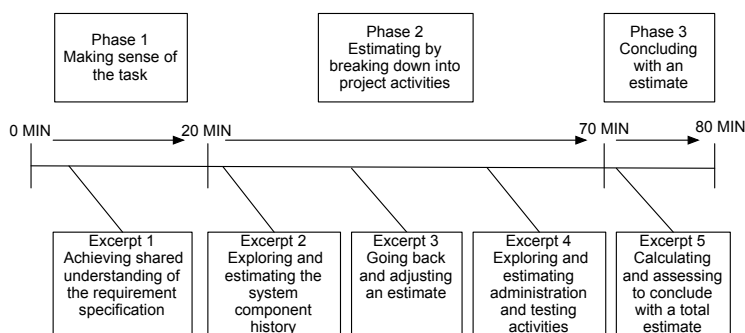 Phase 1
Making sense of
the task
Phase 2
Estimating by
breaking down into
project activities
Phase 3
Concluding
with an
estimate
0 MIN
20 MIN
70 MIN
80 MIN
Excerpt 1
Achieving shared
understanding of
the requirement
specification
Excerpt 2
Exploring and
estimating the
system
component
history
Excerpt 3
Going back
and adjusting
an estimate
Excerpt 4
Exploring and
estimating
administration
and testing
activities
Excerpt 5
Calculating
and assessing
to conclude
with a total
estimate